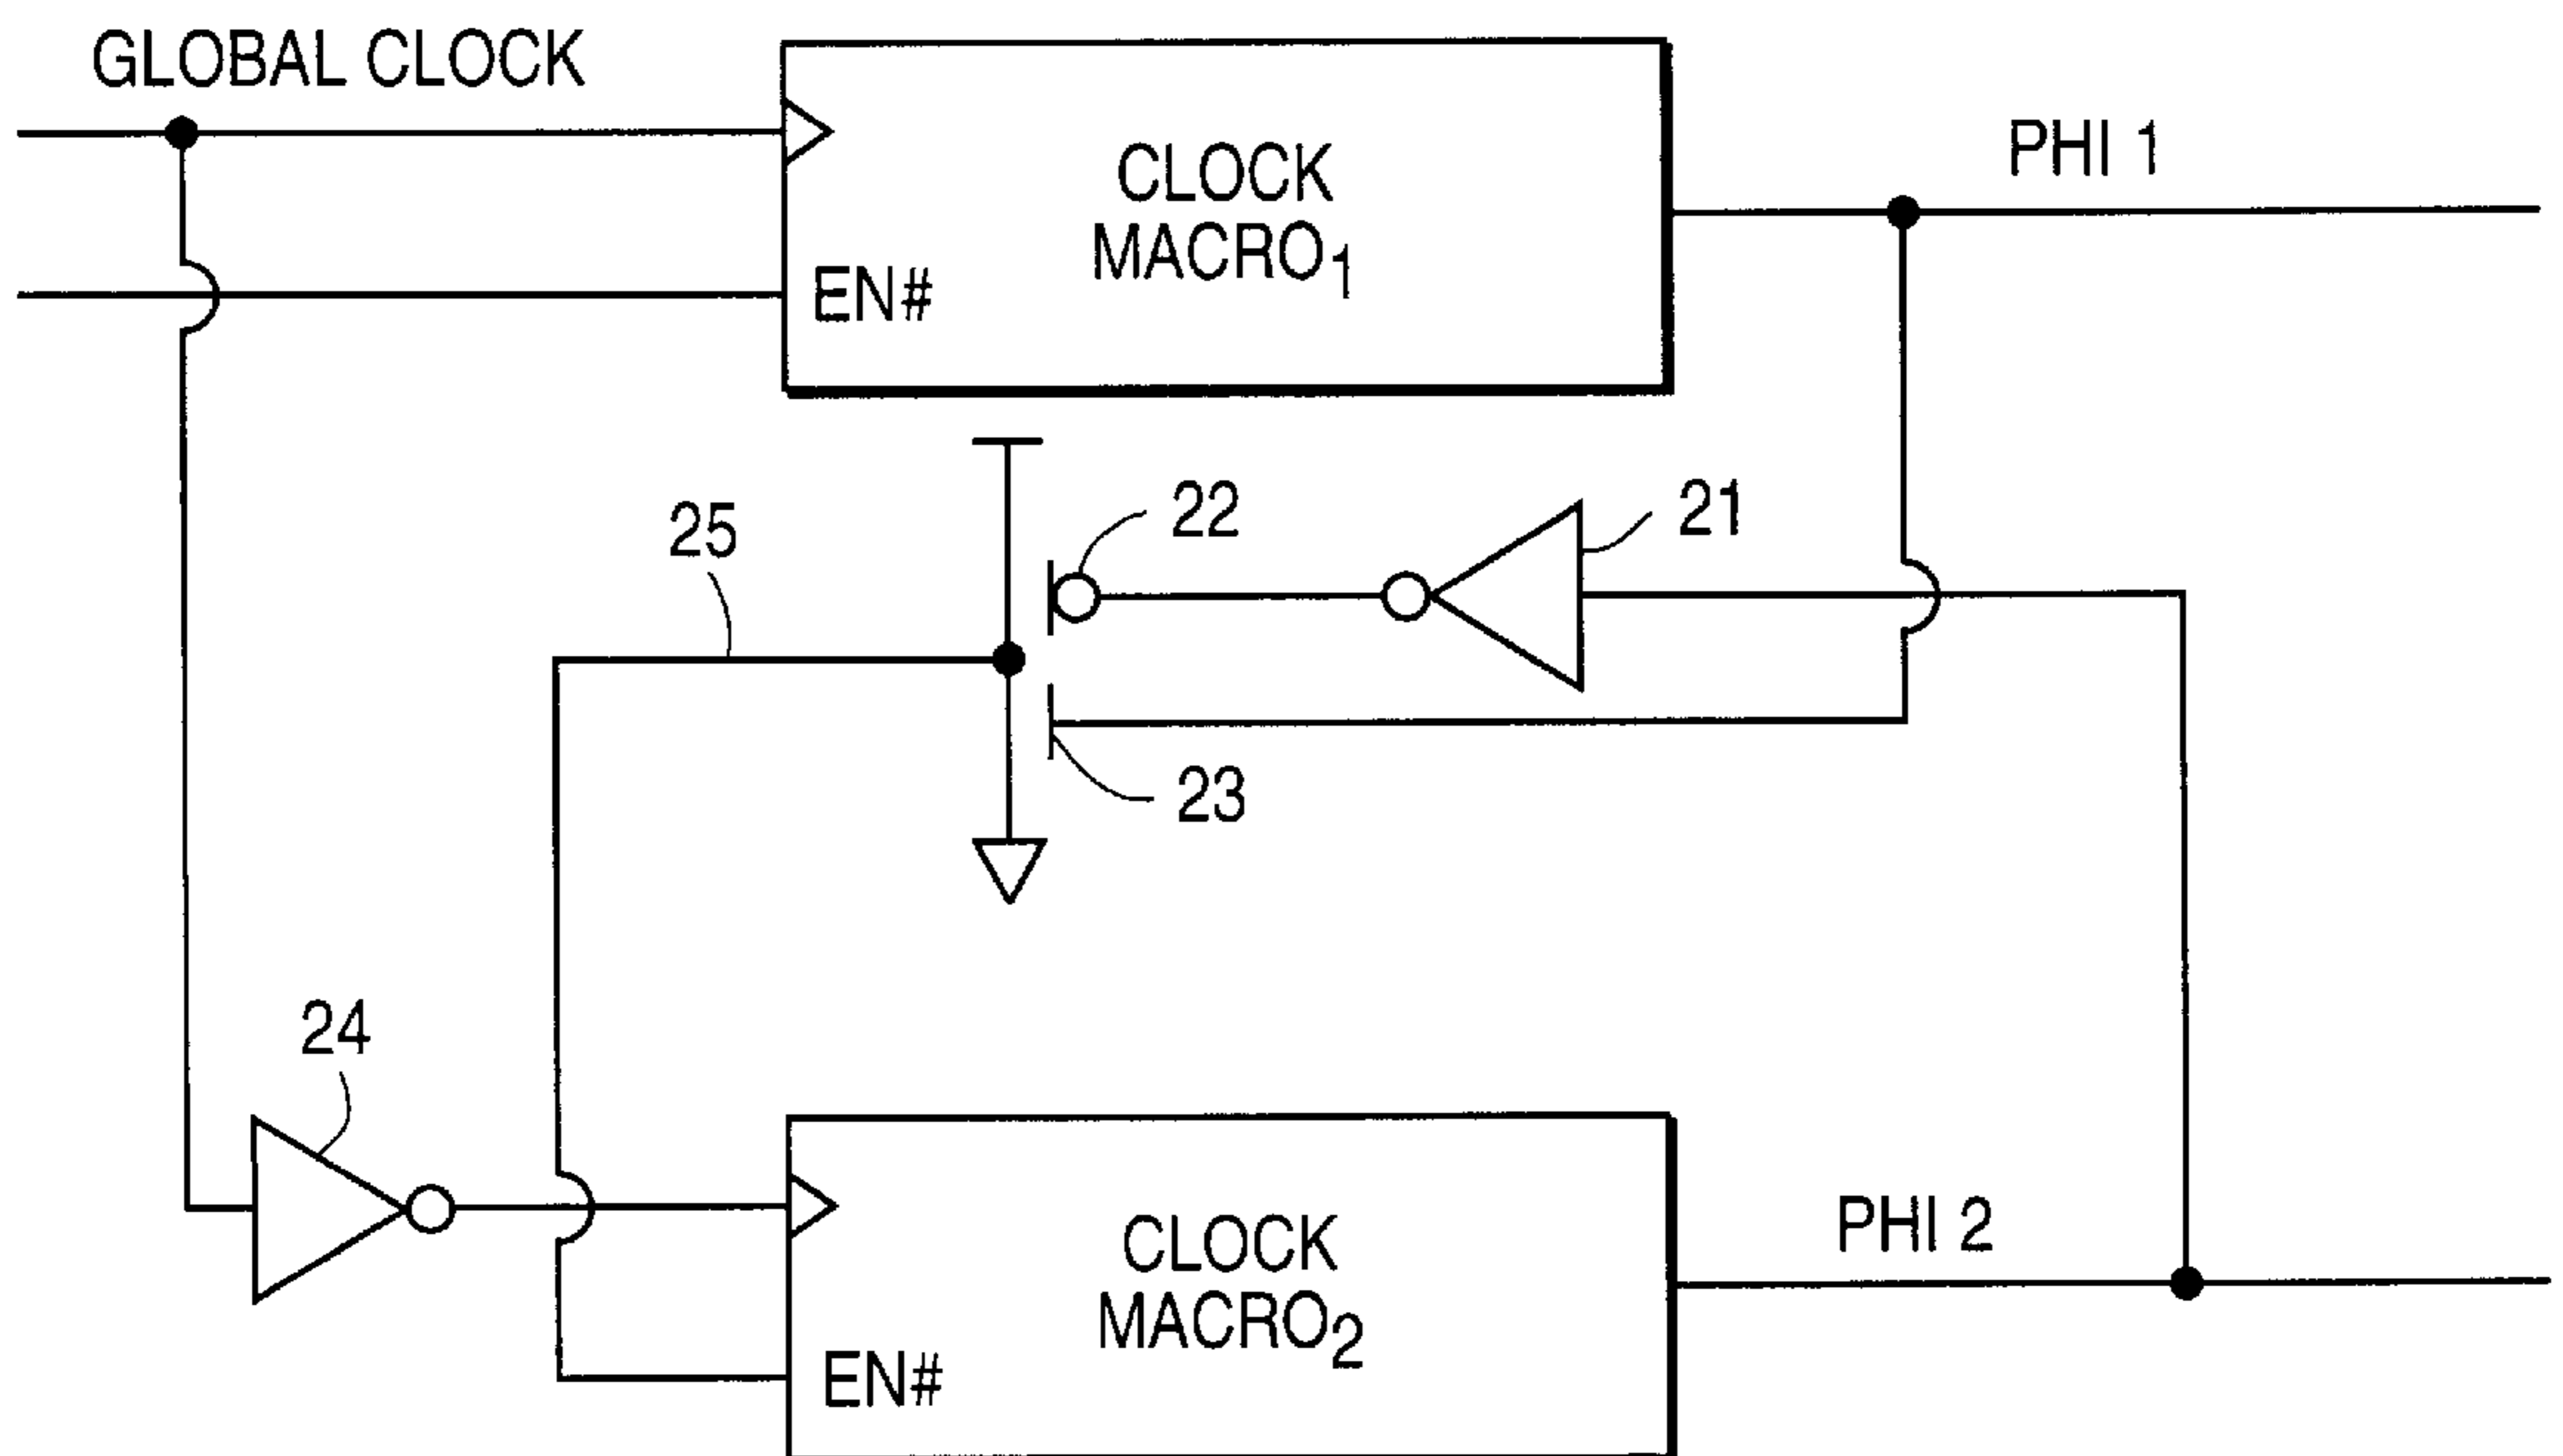 GLOBAL CLOCK
CLOCK
MACRO1
EN#
PHI 1
22
21
25
23
24
CLOCK
MACRO2
EN#
PHI 2